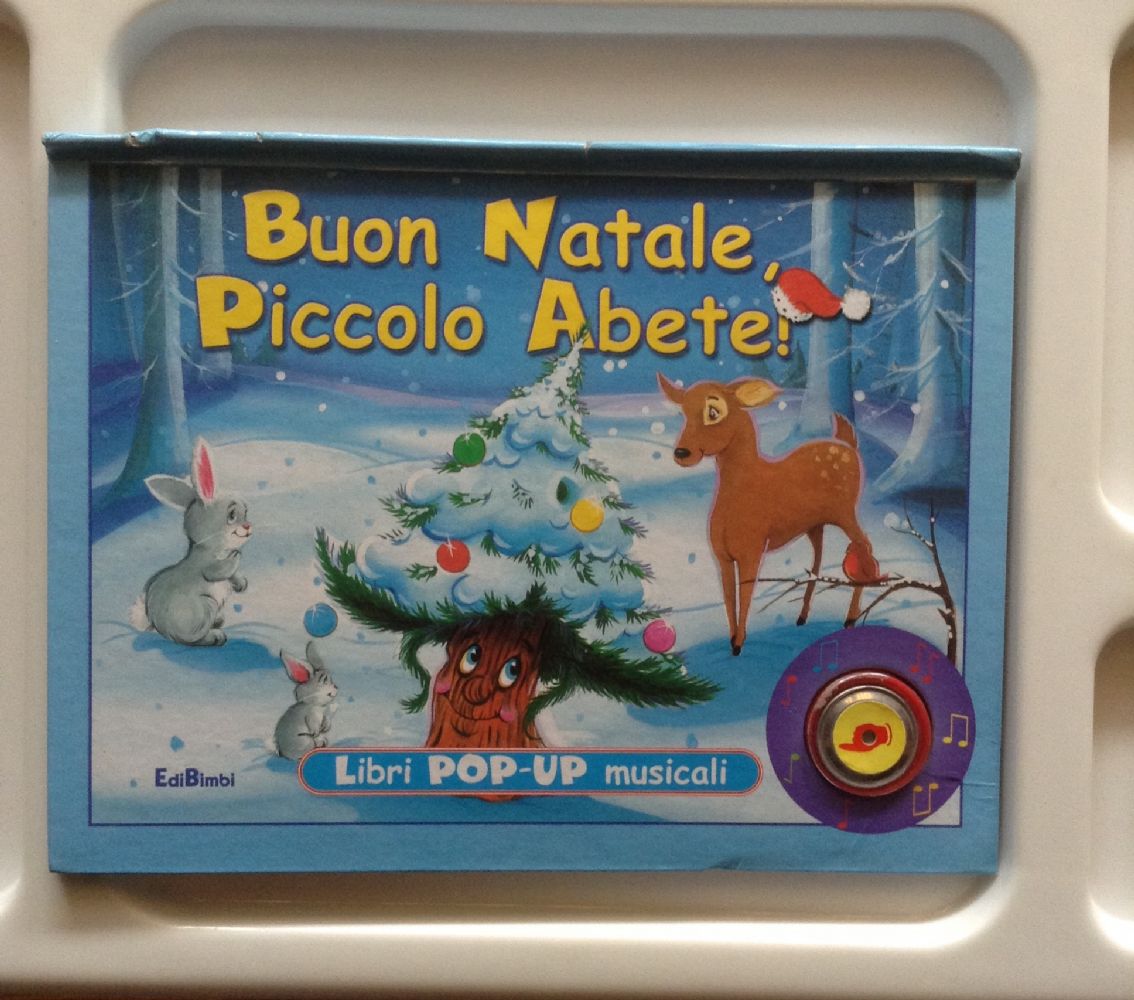 Buon Natale,
Piccolo Abete!
EdiBimbi
Libri POP-UP musicali